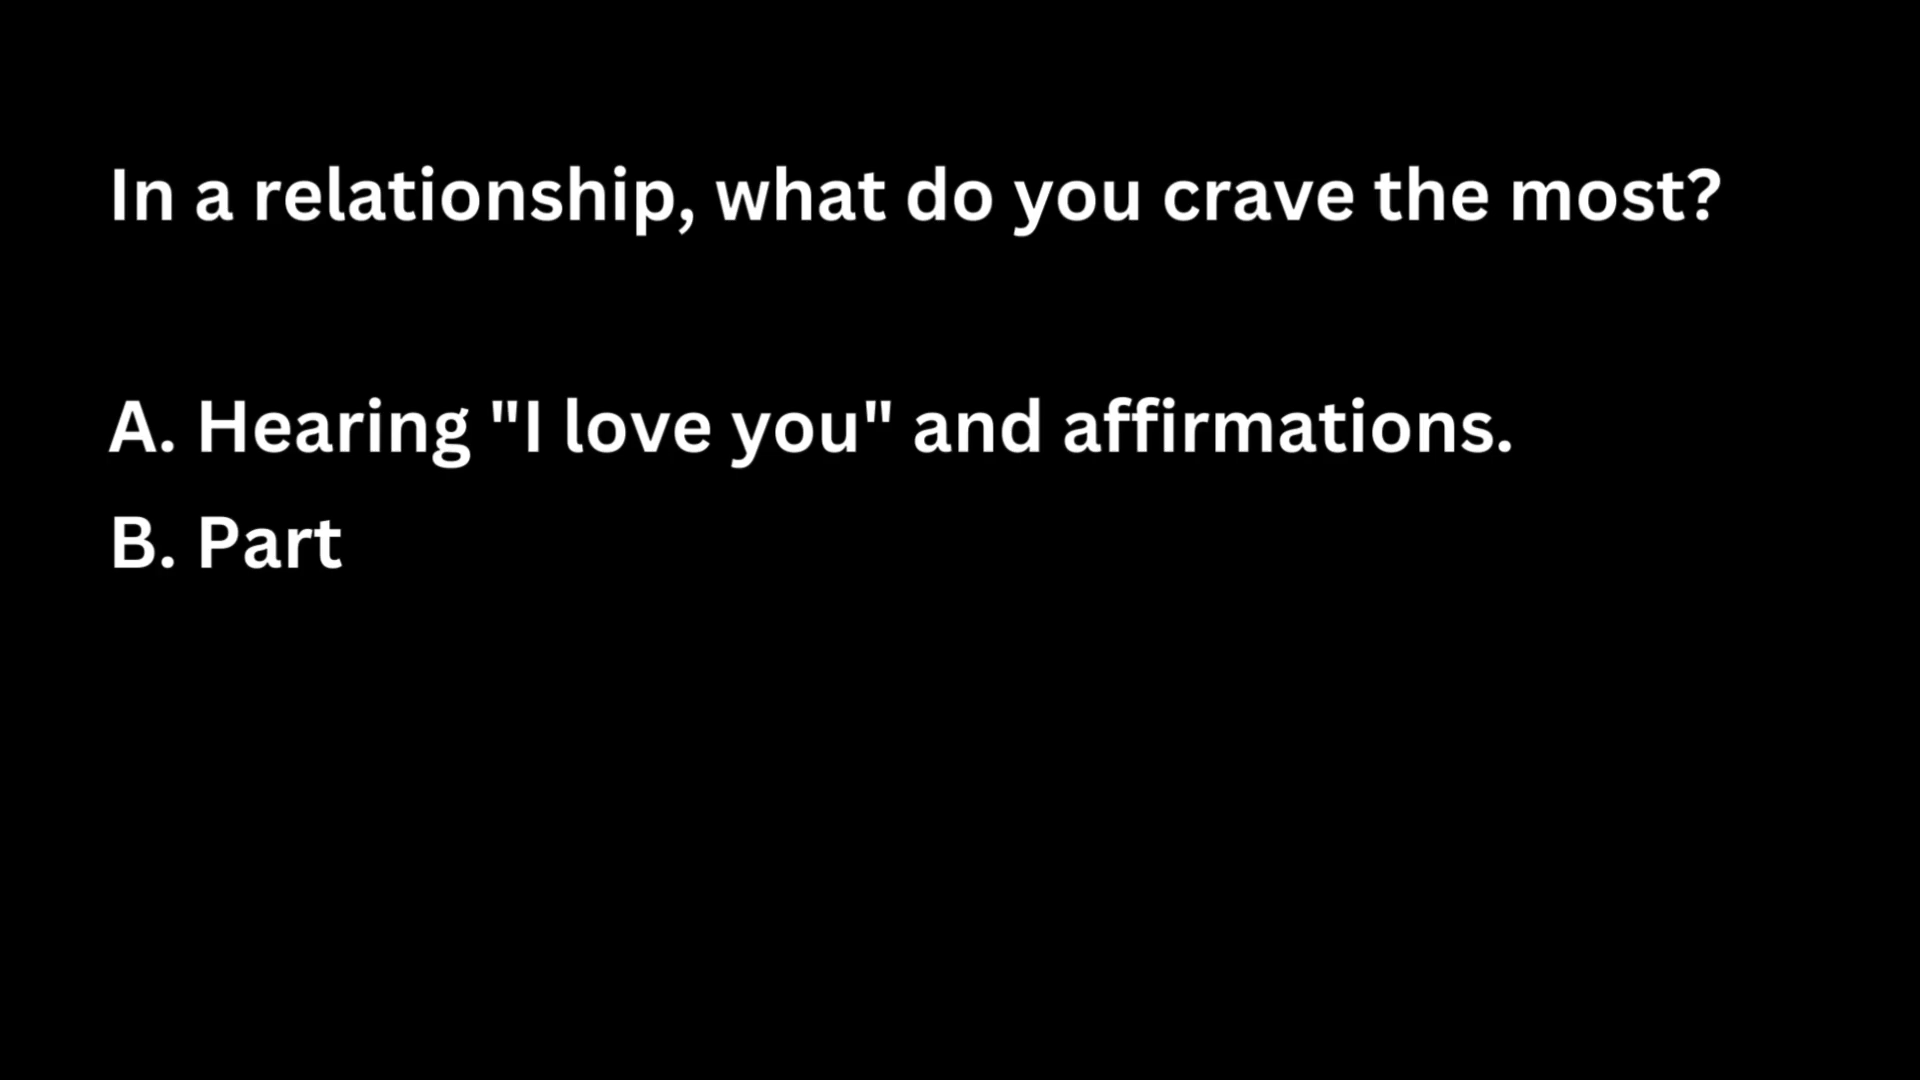 In a relationship, what do you crave the most?
A. Hearing "I love you" and affirmations.
B. Part